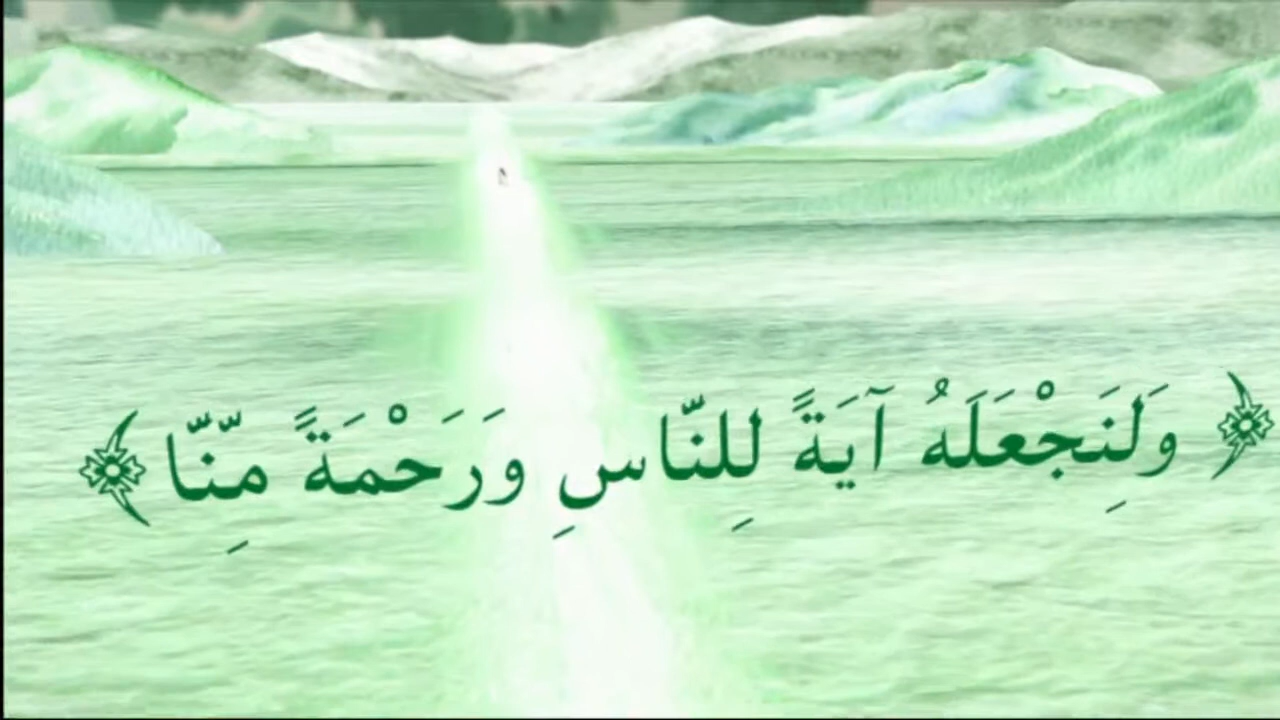 ﴿ وَلِنَجْعَلَهُ آيَةً لِلنَّاسِ وَرَحْمَةً مِنَّا ﴾